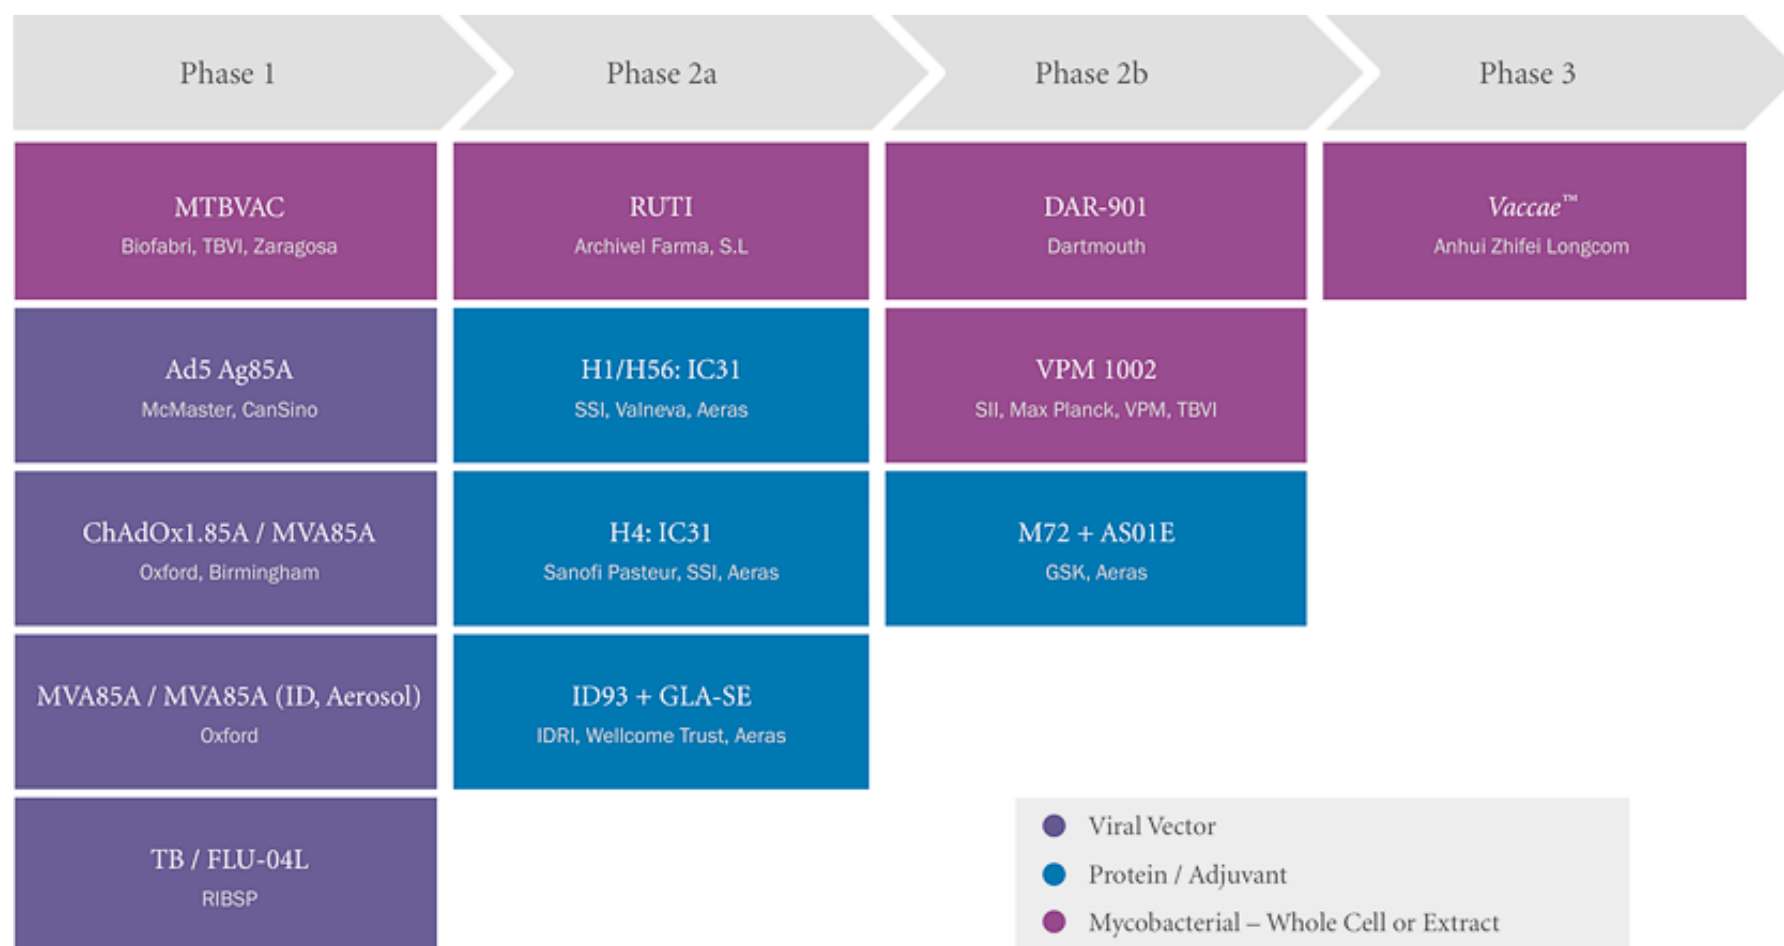 Phase 1
Phase 2a
Phase 2b
Phase 3
MTBVAC
Biofabri, TBVI, Zaragosa
RUTI
Archivel Farma, S.L
DAR-901
Dartmouth
Vaccae™
Anhui Zhifei Longcom
Ad5 Ag85A
McMaster, CanSino
H1/H56: IC31
SSI, Valneva, Aeras
VPM 1002
SII, Max Planck, VPM, TBVI
ChAdOx1.85A / MVA85A
Oxford, Birmingham
H4: IC31
Sanofi Pasteur, SSI, Aeras
M72 + AS01E
GSK, Aeras
MVA85A / MVA85A (ID, Aerosol)
Oxford
ID93 + GLA-SE
IDRI, Wellcome Trust, Aeras
TB / FLU-04L
RIBSP
Viral Vector
Protein / Adjuvant
Mycobacterial – Whole Cell or Extract